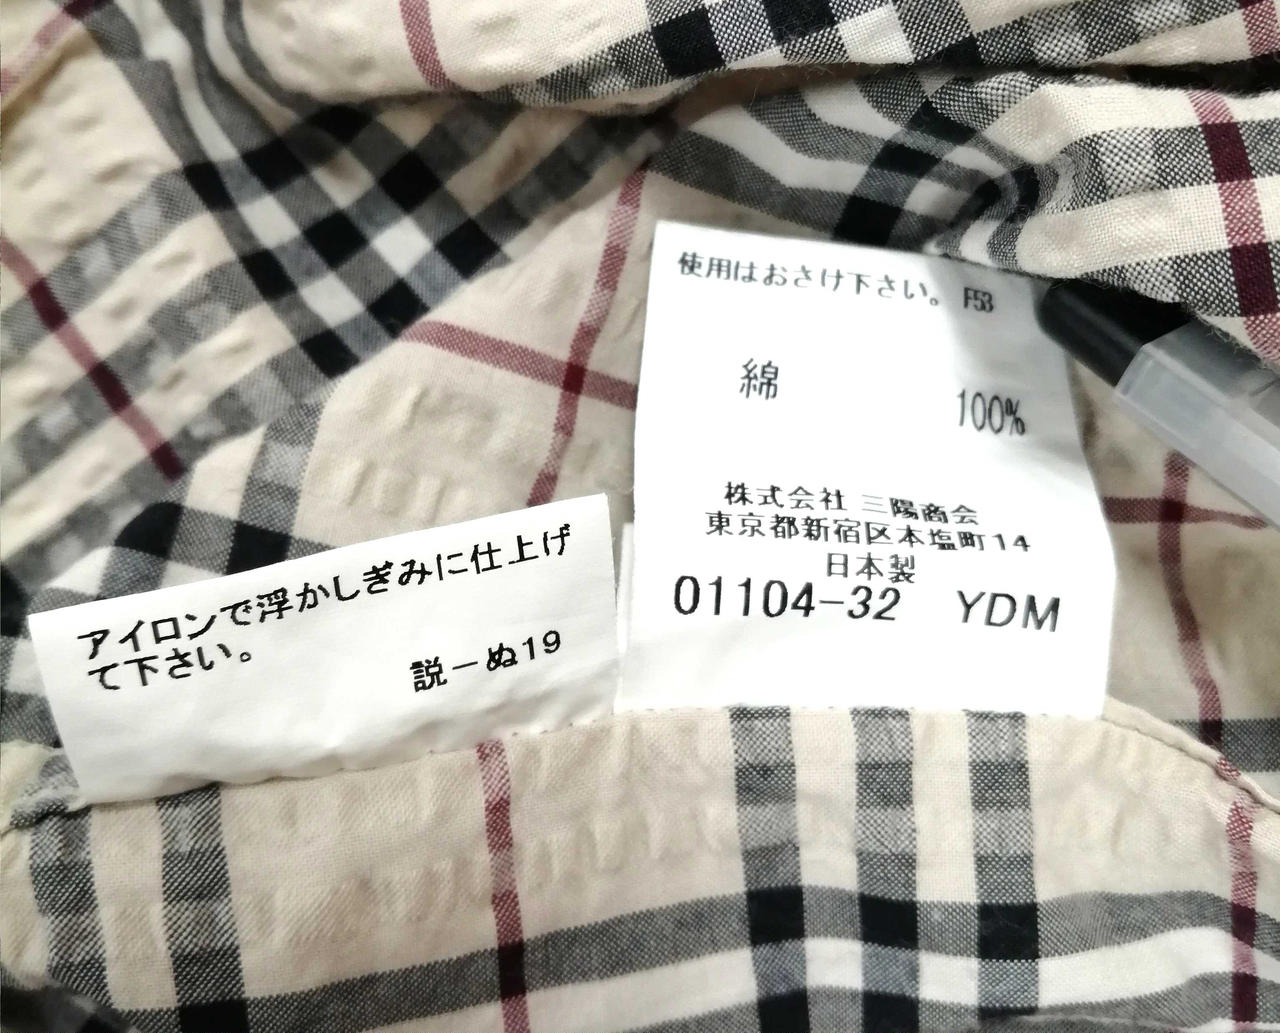 アイロンで浮かしぎみに仕上げ
て下さい。
説－ぬ19
使用はおさけ下さい。 F53
綿 100%
株式会社 三陽商会
東京都新宿区本塩町14
日本製
01104-32 YDM